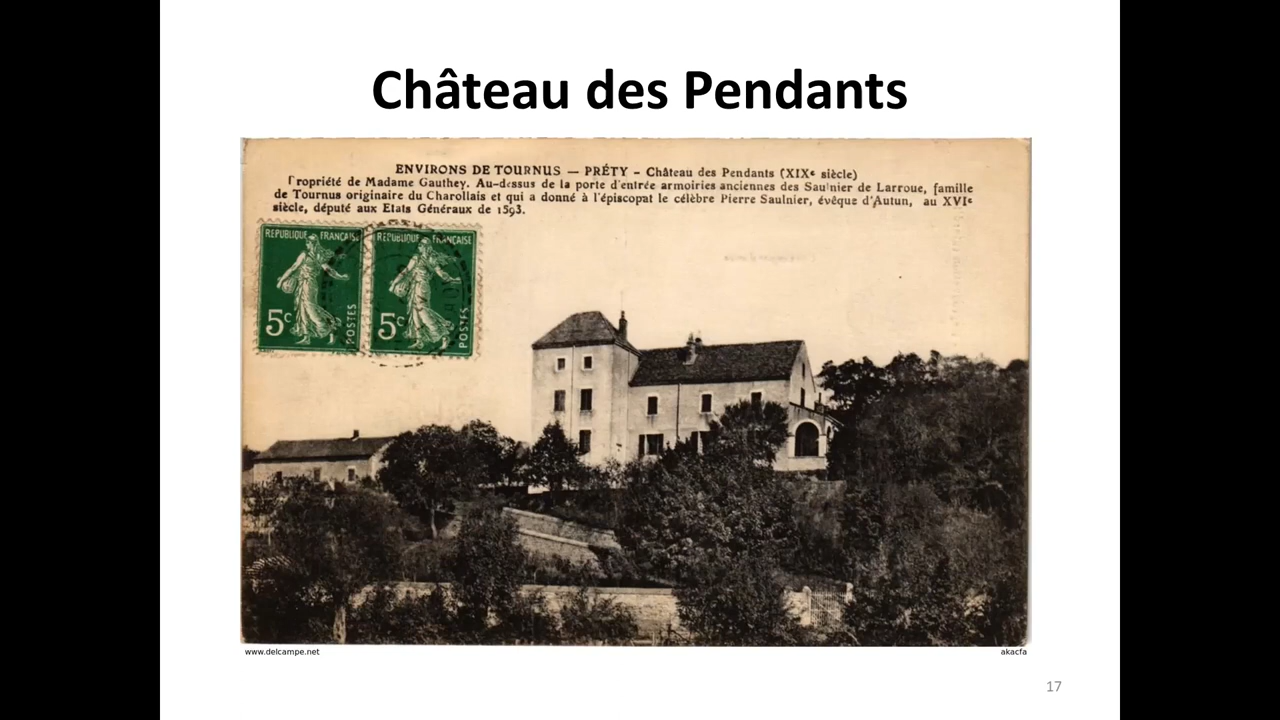 Château des Pendants
ENVIRONS DE TOURNUS — PRÉTY - Château des Pendants (XIXe siècle)
Propriété de Madame Gauthey. Au-dessus de la porte d'entrée armoiries anciennes des Saulnier de Larroue, famille
de Tournus originaire du Charollais et qui a donné à l'épiscopat le célèbre Pierre Saulnier, évêque d'Autun, au XVIe
siècle, député aux Etats Généraux de 1593.
REPUBLIQUE FRANÇAISE
5c
POSTES
REPUBLIQUE FRANÇAISE
5c
POSTES
www.delcampe.net
akacfa
17